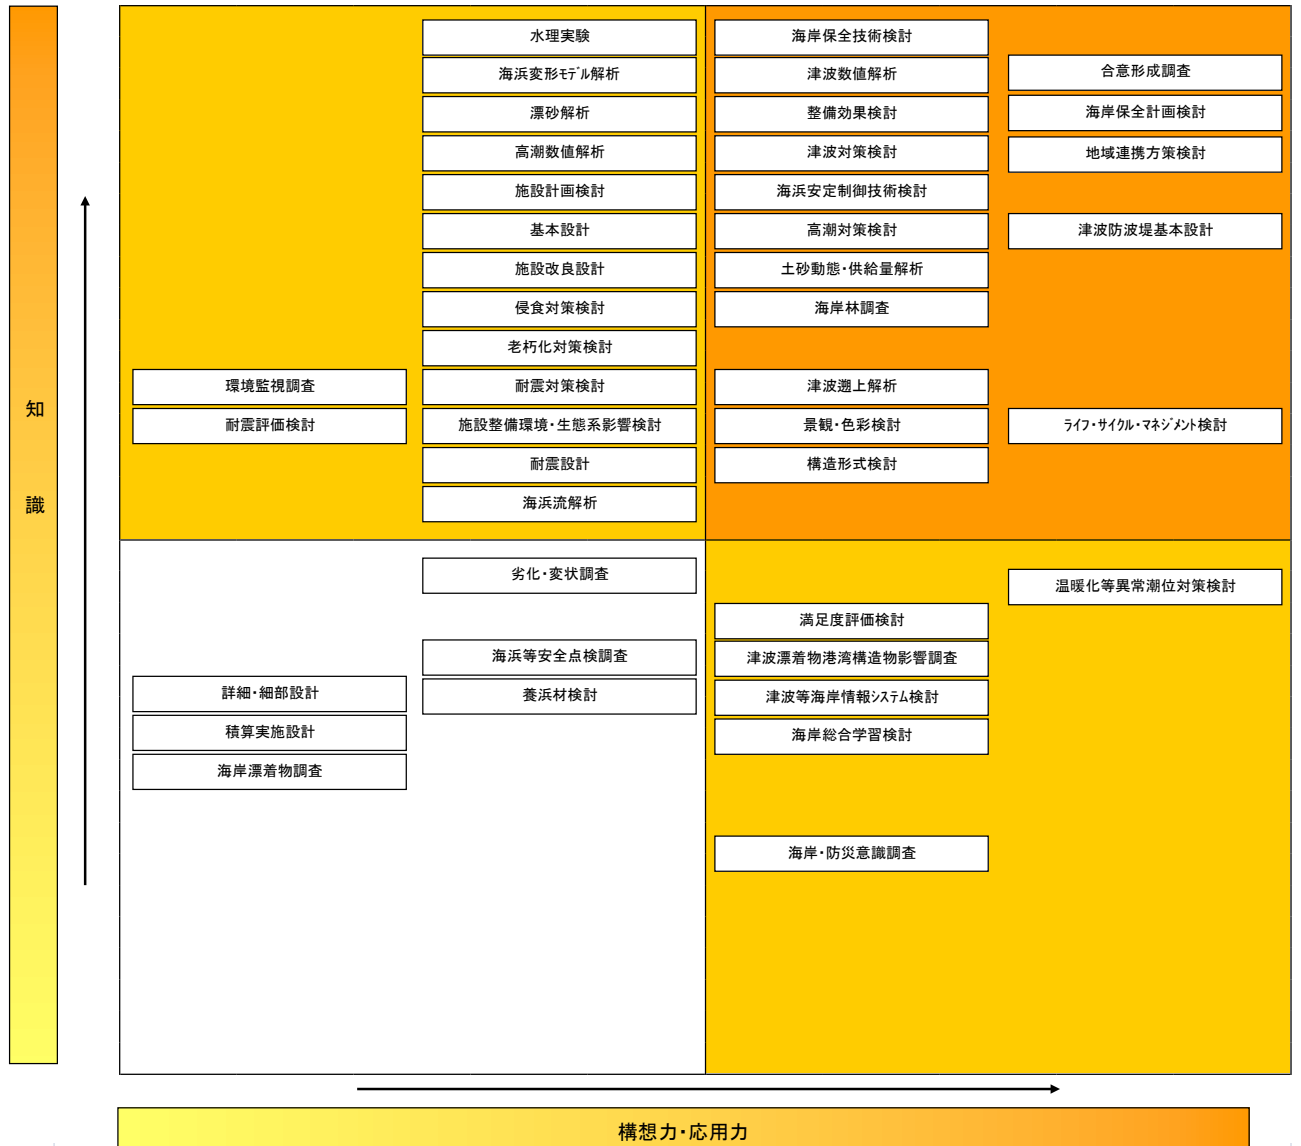 知
識
水理実験
海浜変形ﾓﾃﾞﾙ解析
漂砂解析
高潮数値解析
施設計画検討
基本設計
施設改良設計
侵食対策検討
老朽化対策検討
環境監視調査
耐震対策検討
耐震評価検討
施設整備環境・生態系影響検討
耐震設計
海浜流解析
海岸保全技術検討
津波数値解析
整備効果検討
津波対策検討
海浜安定制御技術検討
高潮対策検討
土砂動態・供給量解析
海岸林調査
津波遡上解析
景観・色彩検討
構造形式検討
合意形成調査
海岸保全計画検討
地域連携方策検討
津波防波堤基本設計
ﾗｲﾌ・ｻｲｸﾙ・ﾏﾈｼﾞﾒﾝﾄ検討
劣化・変状調査
海浜等安全点検調査
養浜材検討
詳細・細部設計
積算実施設計
海岸漂着物調査
温暖化等異常潮位対策検討
満足度評価検討
津波漂着物港湾構造物影響調査
津波等海岸情報ｼｽﾃﾑ検討
海岸総合学習検討
海岸・防災意識調査
構想力・応用力